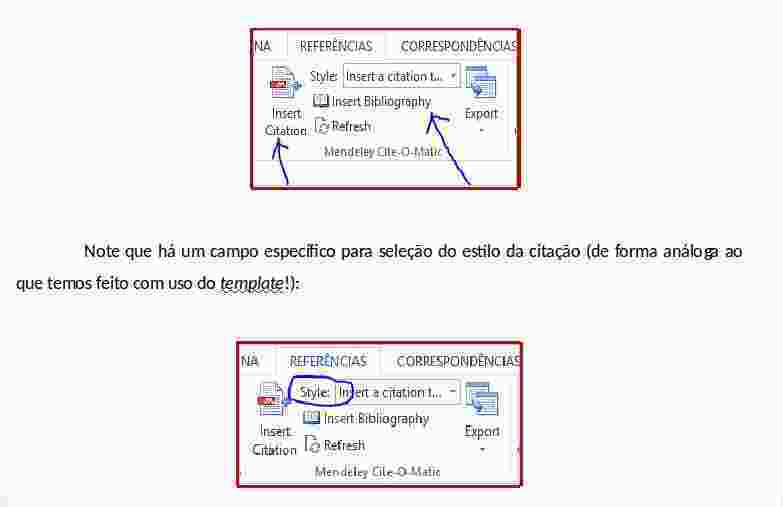 NA REFERÊNCIAS CORRESPONDÊNCIAS
Style: Insert a citation t...
Insert Bibliography
Insert Export
Citation Refresh
Mendeley Cite-O-Matic
Note que há um campo específico para seleção do estilo da citação (de forma análoga ao
que temos feito com uso do template!):
NA REFERÊNCIAS CORRESPONDÊNCIAS
Style: Insert a citation t...
Insert Bibliography
Insert Export
Citation Refresh
Mendeley Cite-O-Matic